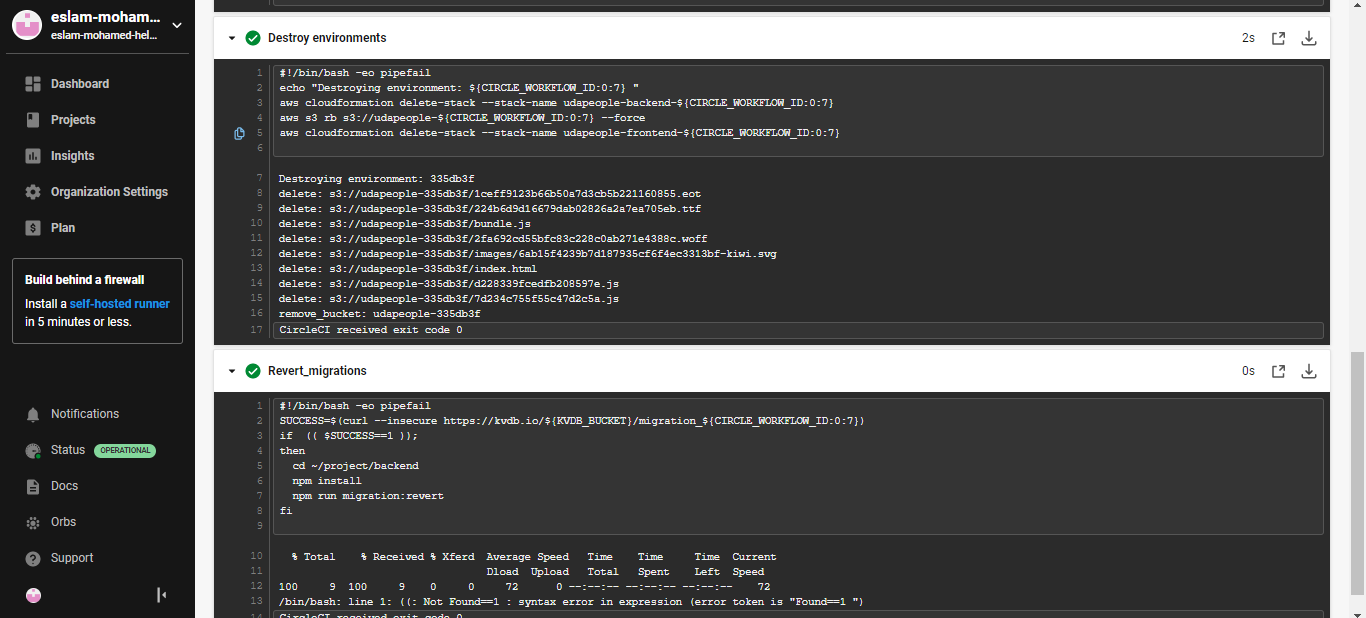 eslam-moham...
eslam-mohamed-hel...
Dashboard
Projects
Insights
Organization Settings
Plan
Build behind a firewall
Install a self-hosted runner
in 5 minutes or less.
Notifications
Status OPERATIONAL
Docs
Orbs
Support
Destroy environments 2s
1 #!/bin/bash -eo pipefail
2 echo "Destroying environment: ${CIRCLE_WORKFLOW_ID:0:7} "
3 aws cloudformation delete-stack --stack-name udapeople-backend-${CIRCLE_WORKFLOW_ID:0:7}
4 aws s3 rb s3://udapeople-${CIRCLE_WORKFLOW_ID:0:7} --force
5 aws cloudformation delete-stack --stack-name udapeople-frontend-${CIRCLE_WORKFLOW_ID:0:7}
6
7 Destroying environment: 335db3f
8 delete: s3://udapeople-335db3f/1ceff9123b66b50a7d3cb5b221160855.eot
9 delete: s3://udapeople-335db3f/224b6d9d16679dab02826a2a7ea705eb.ttf
10 delete: s3://udapeople-335db3f/bundle.js
11 delete: s3://udapeople-335db3f/2fa692cd55bfc83c228c0ab271e4388c.woff
12 delete: s3://udapeople-335db3f/images/6ab15f4239b7d187935cf6f4ec3313bf-kiwi.svg
13 delete: s3://udapeople-335db3f/index.html
14 delete: s3://udapeople-335db3f/d228339fcedfb208597e.js
15 delete: s3://udapeople-335db3f/7d234c755f55c47d2c5a.js
16 remove_bucket: udapeople-335db3f
17 CircleCI received exit code 0
Revert_migrations 0s
1 #!/bin/bash -eo pipefail
2 SUCCESS=$(curl --insecure https://kvdb.io/${KVDB_BUCKET}/migration_${CIRCLE_WORKFLOW_ID:0:7})
3 if (( $SUCCESS==1 ));
4 then
5 cd ~/project/backend
6 npm install
7 npm run migration:revert
8 fi
9
10 % Total % Received % Xferd Average Speed Time Time Time Current
11 Dload Upload Total Spent Left Speed
12 100 9 100 9 0 0 72 0 --:--:-- --:--:-- --:--:-- 72
13 /bin/bash: line 1: ((: Not Found==1 : syntax error in expression (error token is "Found==1 ")
14 CircleCI received exit code 0